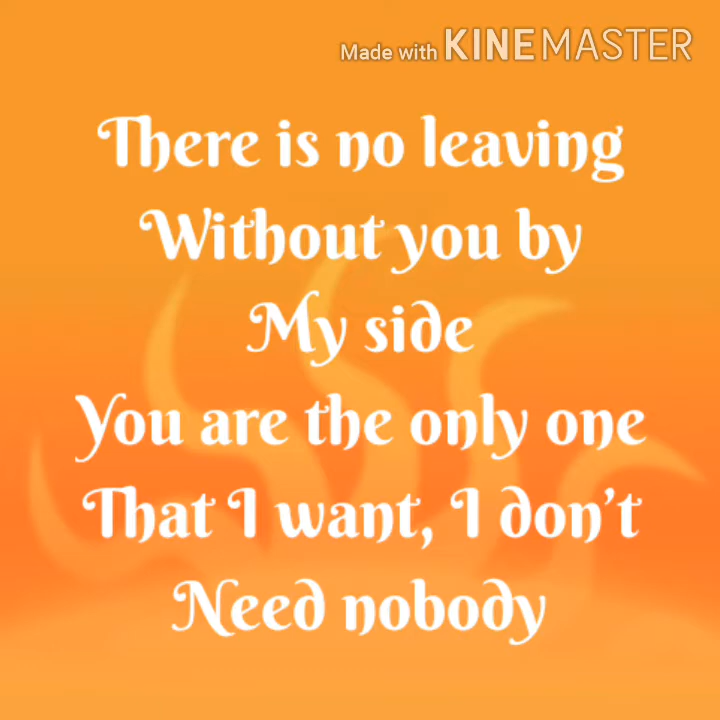 Made with KINEMASTER
There is no leaving
Without you by
My side
You are the only one
That I want, I don't
Need nobody